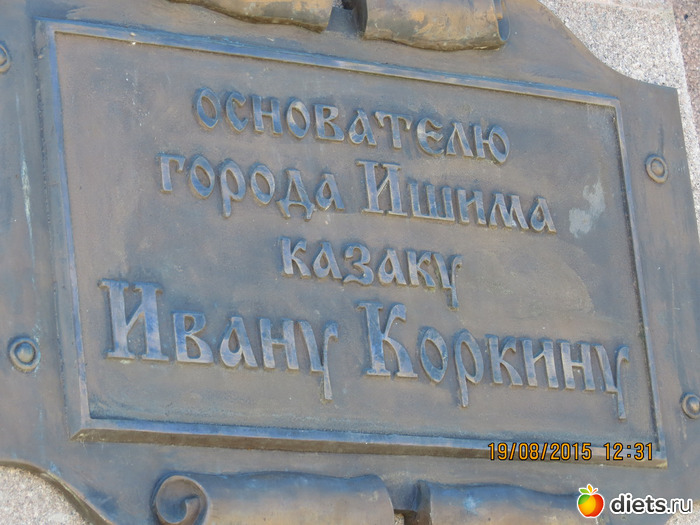 основателю
города Ишима
казаку
Ивану Коркину
19/08/2015 12:31
diets.ru